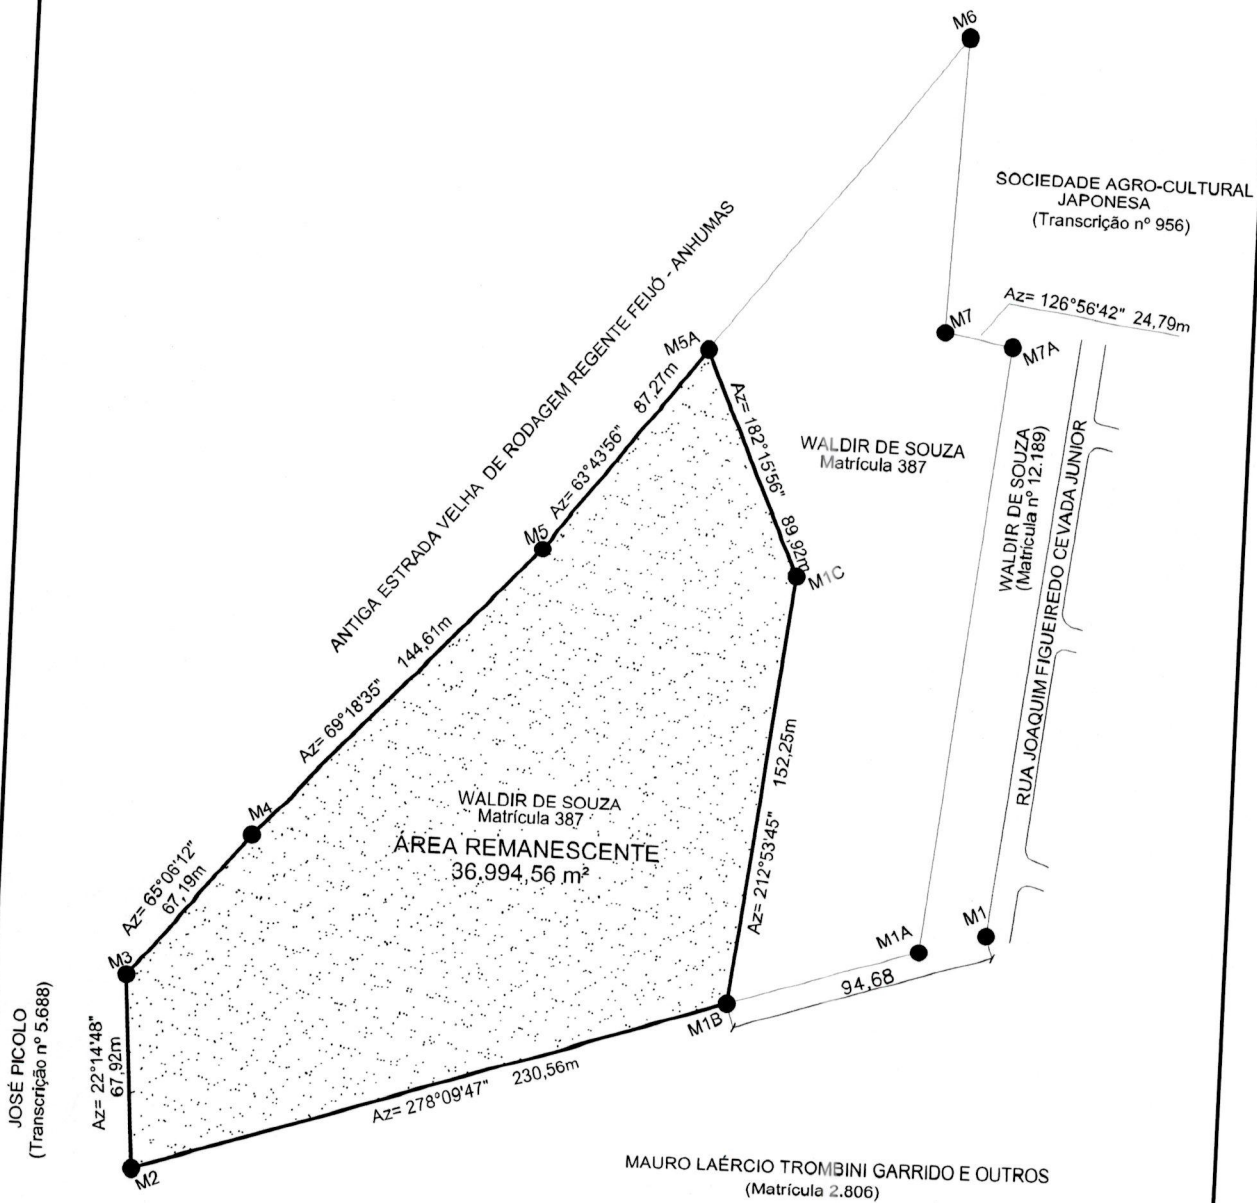 M6
SOCIEDADE AGRO-CULTURAL
JAPONESA
(Transcrição nº 956)
Az= 126°56'42" 24,79m
M7
M7A
ANTIGA ESTRADA VELHA DE RODAGEM REGENTE FEIJÓ - ANHUMAS
M5A
87,27m
Az= 63°43'56"
Az= 182°15'56" 89,92m
WALDIR DE SOUZA
Matrícula 387
WALDIR DE SOUZA
(Matrícula nº 12.189)
RUA JOAQUIM FIGUEIREDO CEVADA JUNIOR
M5
M1C
144,61m
Az= 69°18'35"
152,25m
Az= 212°53'45"
WALDIR DE SOUZA
Matrícula 387
ÁREA REMANESCENTE
36.994,56 m²
M4
Az= 65°06'12"
67,19m
M3
M1A
M1
94,68
M1B
JOSÉ PICOLO
(Transcrição nº 5.688)
Az= 22°14'48"
67,92m
230,56m
Az= 278°09'47"
M2
MAURO LAÉRCIO TROMBINI GARRIDO E OUTROS
(Matrícula 2.806)